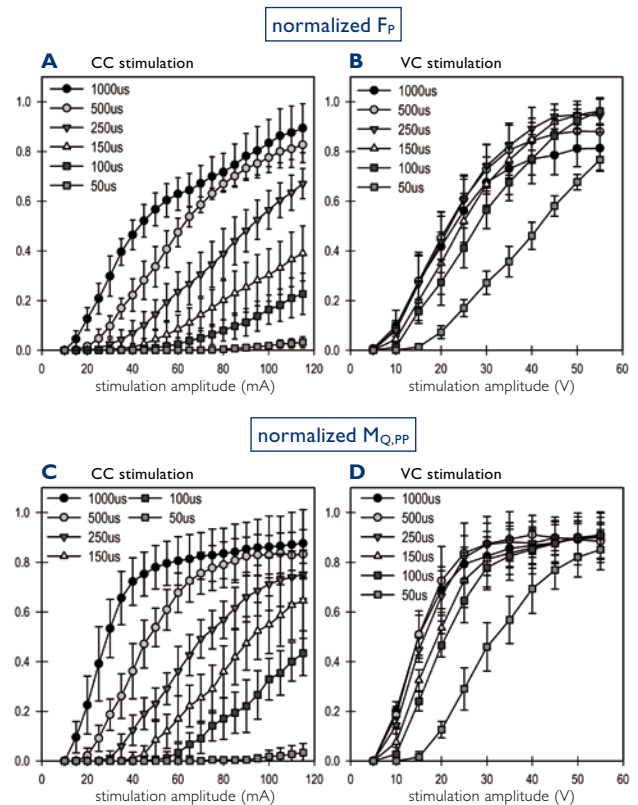 normalized FP
A CC stimulation
1000us
500us
250us
150us
100us
50us
1.0
0.8
0.6
0.4
0.2
0.0
0 20 40 60 80 100 120
stimulation amplitude (mA)
B VC stimulation
1000us
500us
250us
150us
100us
50us
1.0
0.8
0.6
0.4
0.2
0.0
0 10 20 30 40 50 60
stimulation amplitude (V)
normalized MQ,PP
C CC stimulation
1000us 100us
500us 50us
250us
150us
1.0
0.8
0.6
0.4
0.2
0.0
0 20 40 60 80 100 120
stimulation amplitude (mA)
D VC stimulation
1000us
500us
250us
150us
100us
50us
1.0
0.8
0.6
0.4
0.2
0.0
0 10 20 30 40 50 60
stimulation amplitude (V)